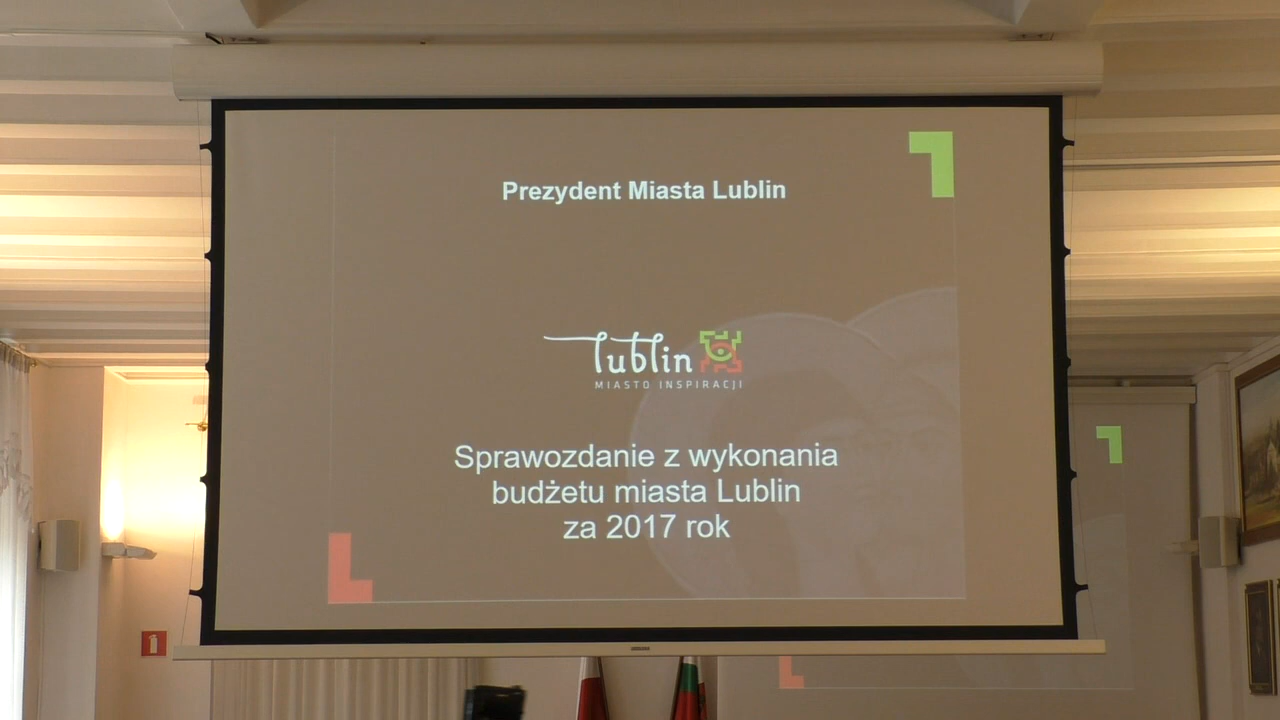 Prezydent Miasta Lublin
lublin
MIASTO INSPIRACJI
Sprawozdanie z wykonania
budżetu miasta Lublin
za 2017 rok